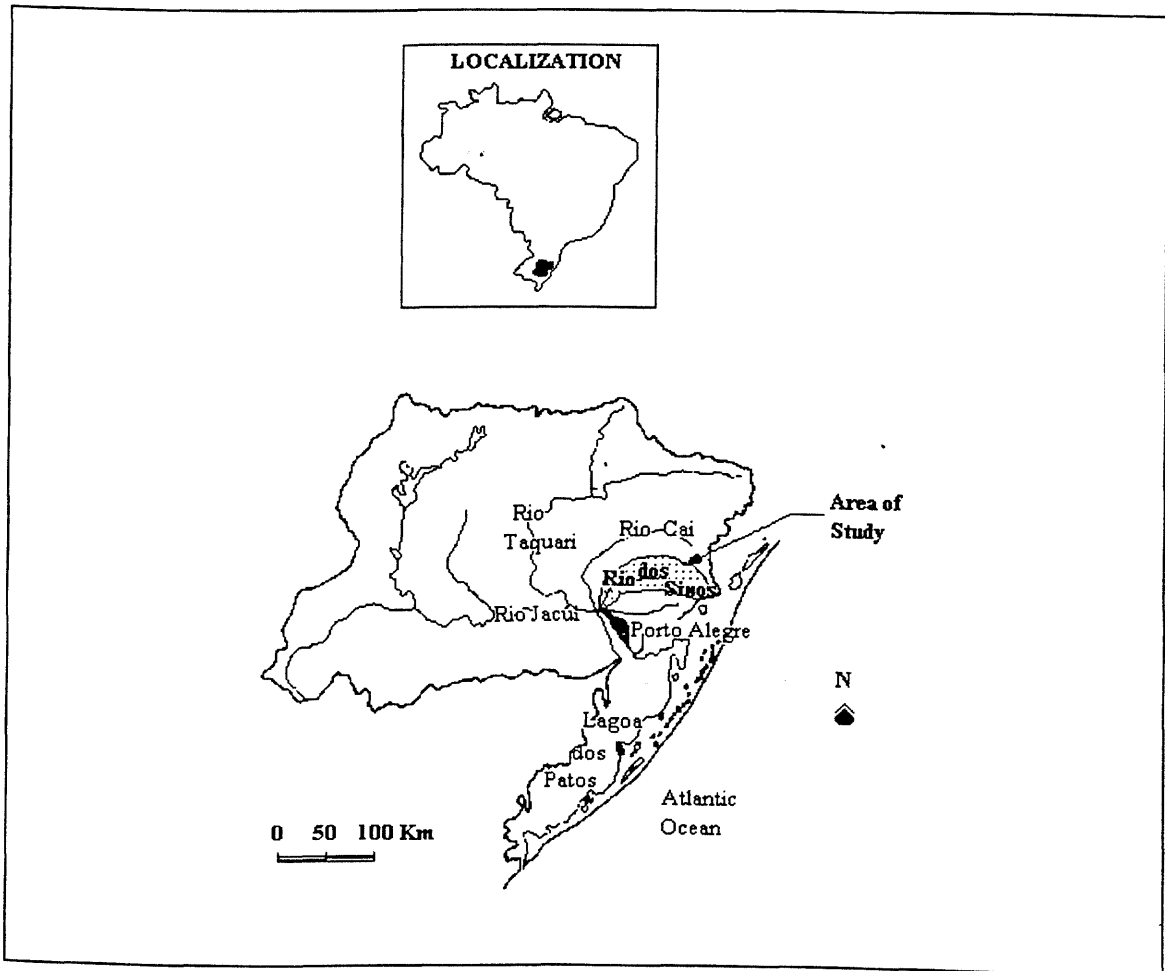 LOCALIZATION
Area of
Study
Rio
Taquari
Rio Cai
Rio dos
Sinos
Rio Jacúi
Porto Alegre
N
Lagoa
dos
Patos
Atlantic
Ocean
0 50 100 Km